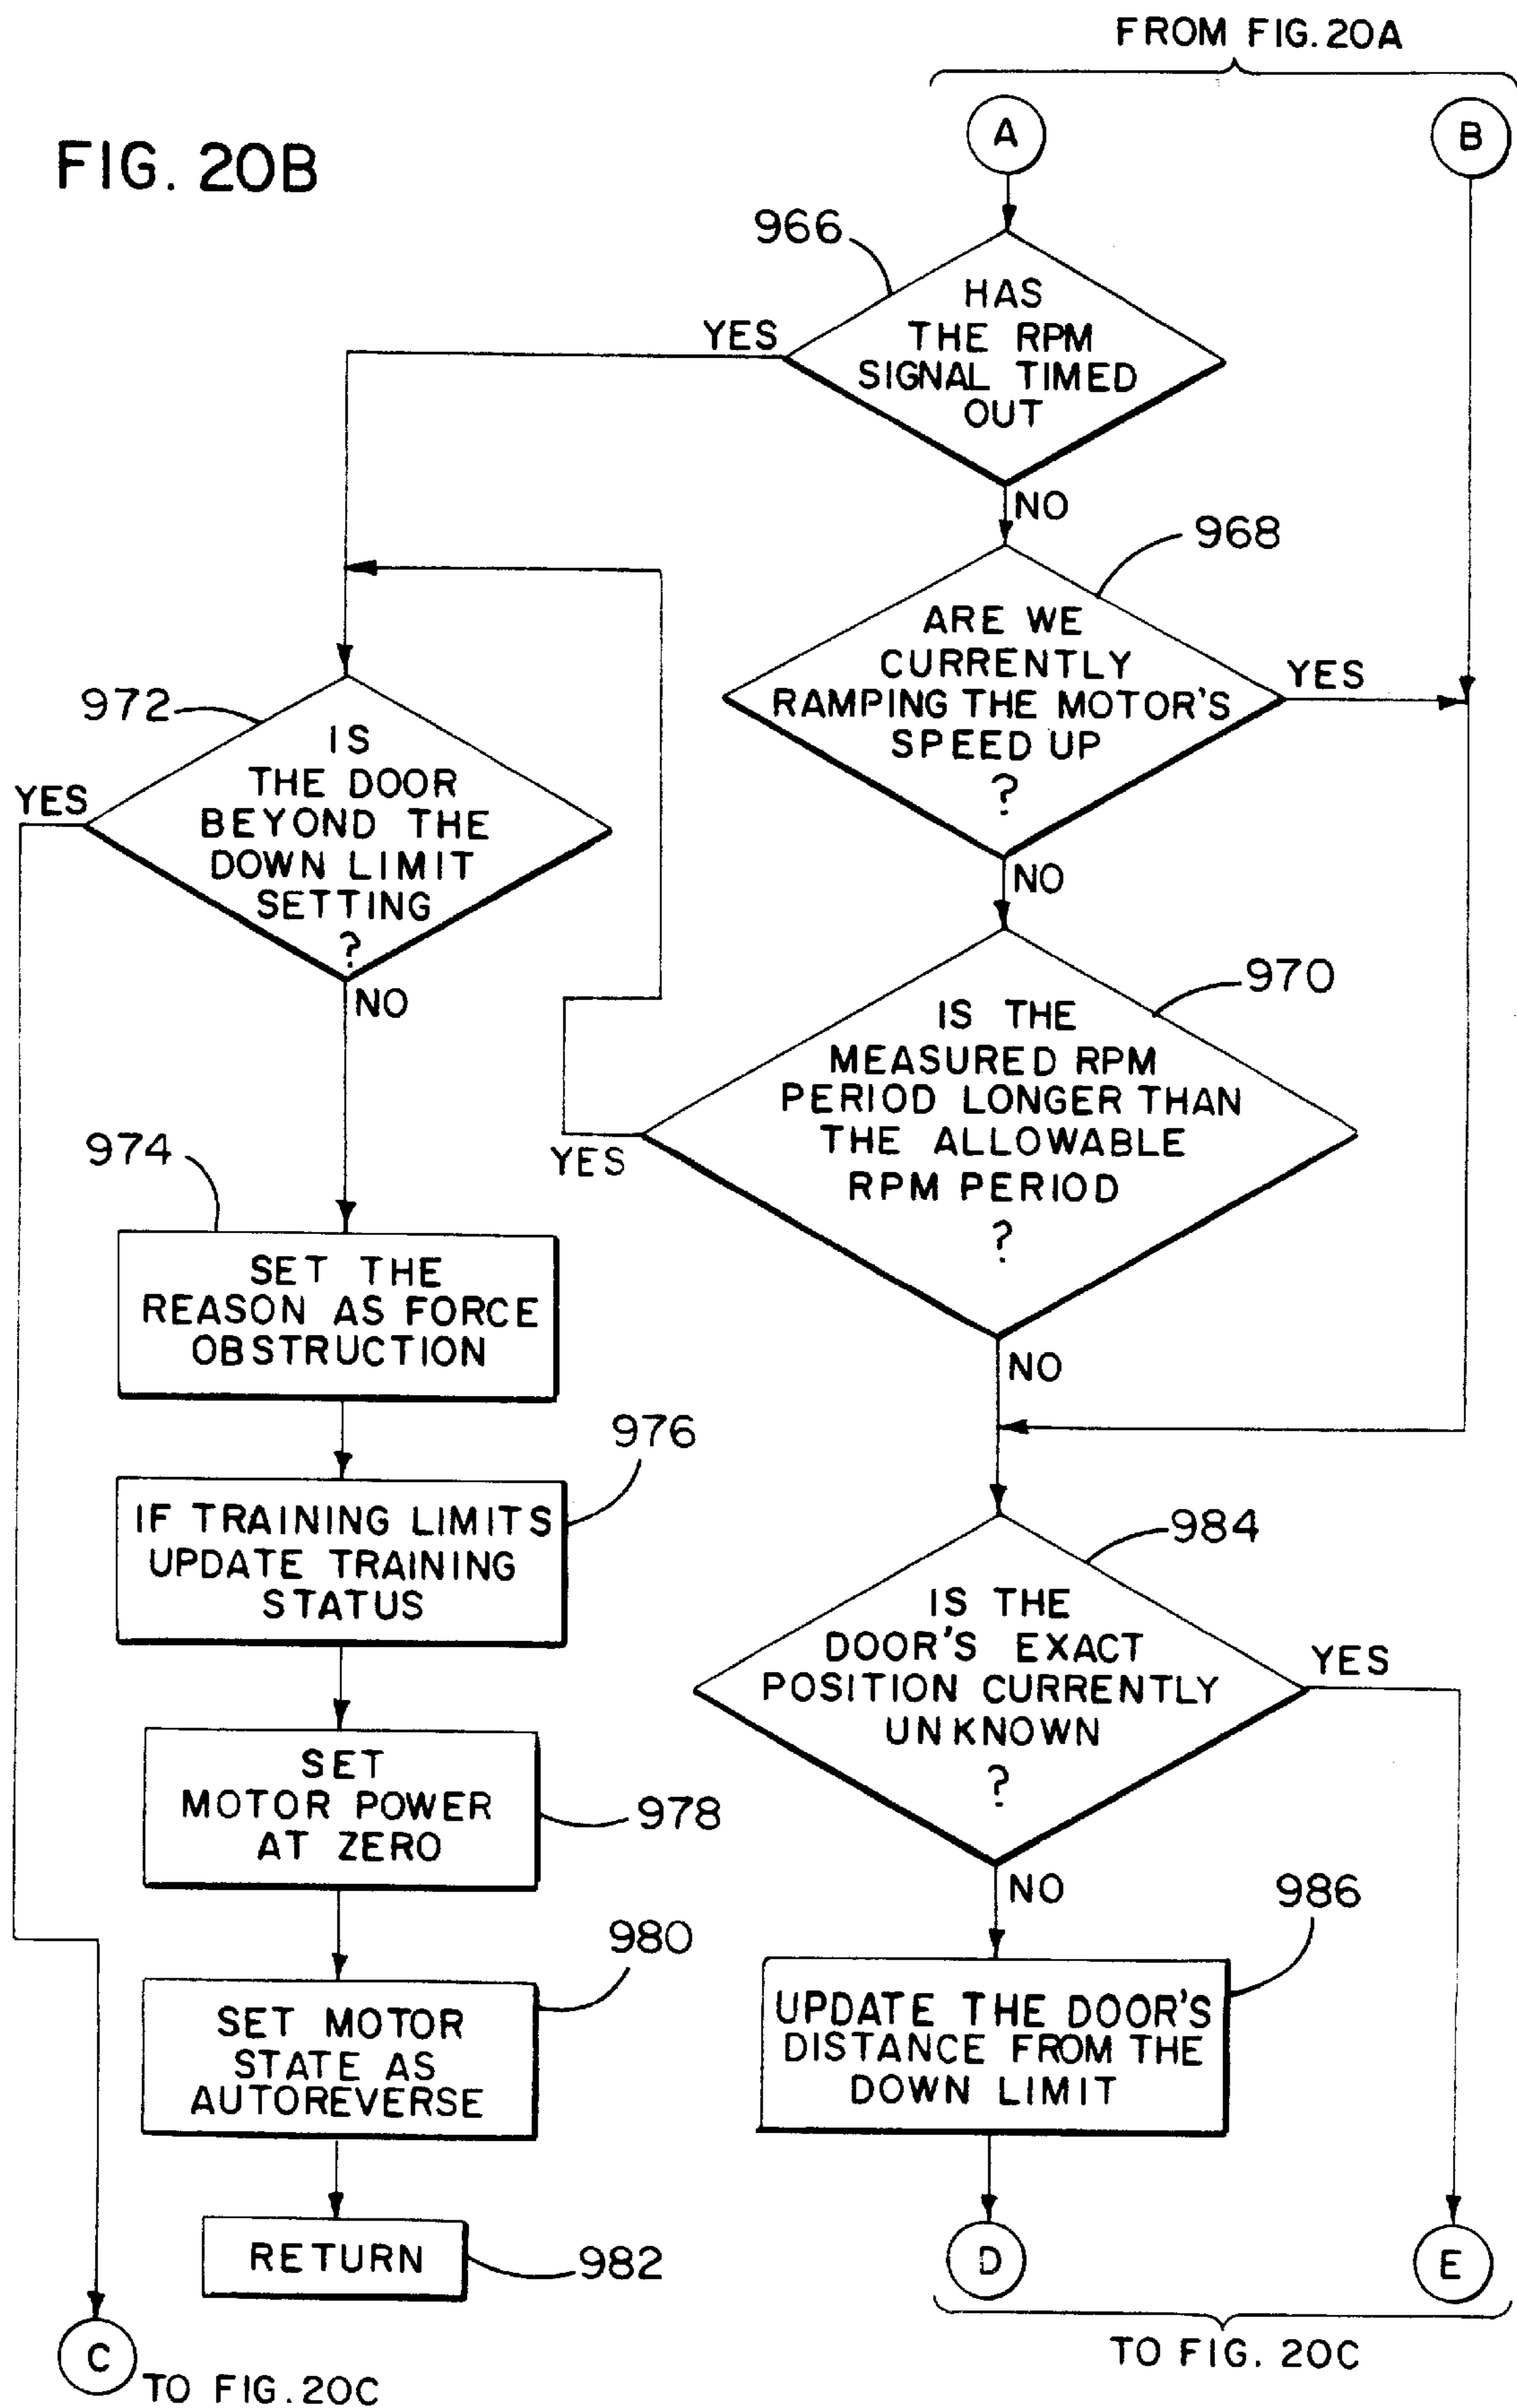 FROM FIG. 20A
A
B
FIG. 20B
966
HAS
THE RPM
SIGNAL TIMED
OUT
YES
NO
968
ARE WE
CURRENTLY
RAMPING THE MOTOR'S
SPEED UP
?
YES
NO
972
IS
THE DOOR
BEYOND THE
DOWN LIMIT
SETTING
?
YES
NO
970
IS THE
MEASURED RPM
PERIOD LONGER THAN
THE ALLOWABLE
RPM PERIOD
?
YES
NO
974
SET THE
REASON AS FORCE
OBSTRUCTION
976
IF TRAINING LIMITS
UPDATE TRAINING
STATUS
SET
MOTOR POWER
AT ZERO
978
980
SET MOTOR
STATE AS
AUTOREVERSE
RETURN
982
984
IS THE
DOOR'S EXACT
POSITION CURRENTLY
UNKNOWN
?
YES
NO
986
UPDATE THE DOOR'S
DISTANCE FROM THE
DOWN LIMIT
D
E
TO FIG. 20C
C
TO FIG. 20C